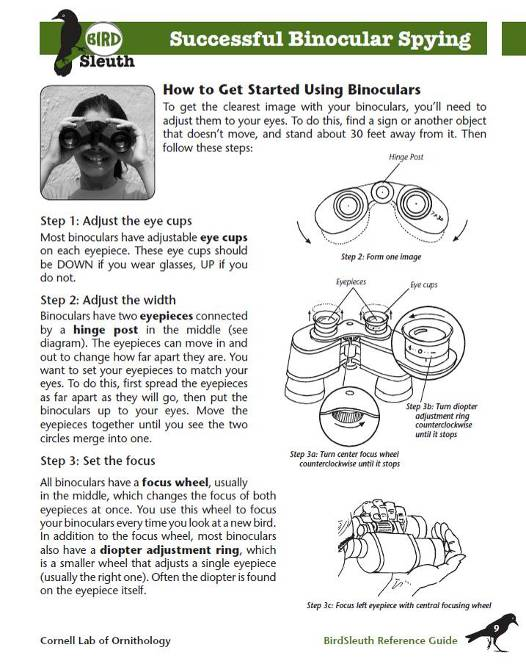 BIRD
Sleuth
Successful Binocular Spying
How to Get Started Using Binoculars
To get the clearest image with your binoculars, you'll need to
adjust them to your eyes. To do this, find a sign or another object
that doesn't move, and stand about 30 feet away from it. Then
follow these steps:
Hinge Post
Step 2: Form one image
Step 1: Adjust the eye cups
Most binoculars have adjustable eye cups
on each eyepiece. These eye cups should
be DOWN if you wear glasses, UP if you
do not.
Step 2: Adjust the width
Binoculars have two eyepieces connected
by a hinge post in the middle (see
diagram). The eyepieces can move in and
out to change how far apart they are. You
want to set your eyepieces to match your
eyes. To do this, first spread the eyepieces
as far apart as they will go, then put the
binoculars up to your eyes. Move the
eyepieces together until you see the two
circles merge into one.
Eyepieces
Eye cups
Step 3b: Turn diopter
adjustment ring
counterclockwise
until it stops
Step 3a: Turn center focus wheel
counterclockwise until it stops
Step 3: Set the focus
All binoculars have a focus wheel, usually
in the middle, which changes the focus of both
eyepieces at once. You use this wheel to focus
your binoculars every time you look at a new bird.
In addition to the focus wheel, most binoculars
also have a diopter adjustment ring, which
is a smaller wheel that adjusts a single eyepiece
(usually the right one). Often the diopter is found
on the eyepiece itself.
Step 3c: Focus left eyepiece with central focusing wheel
Cornell Lab of Ornithology
BirdSleuth Reference Guide
9